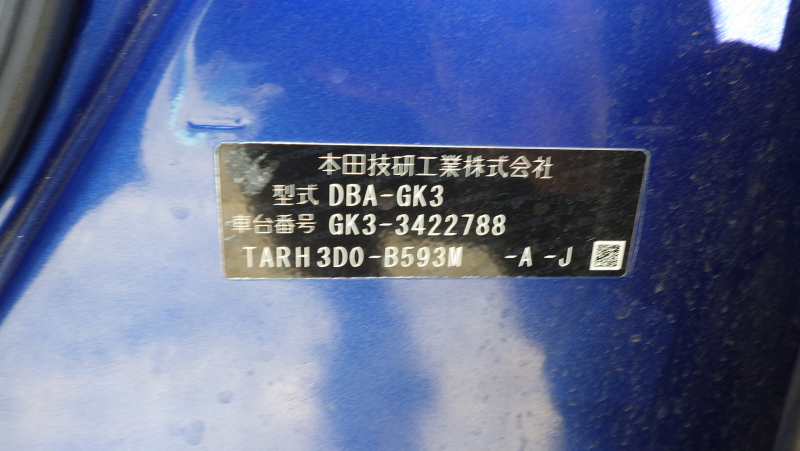 本田技研工業株式会社
型式 DBA-GK3
車台番号 GK3-3422788
TARH 3D0-B593M -A -J